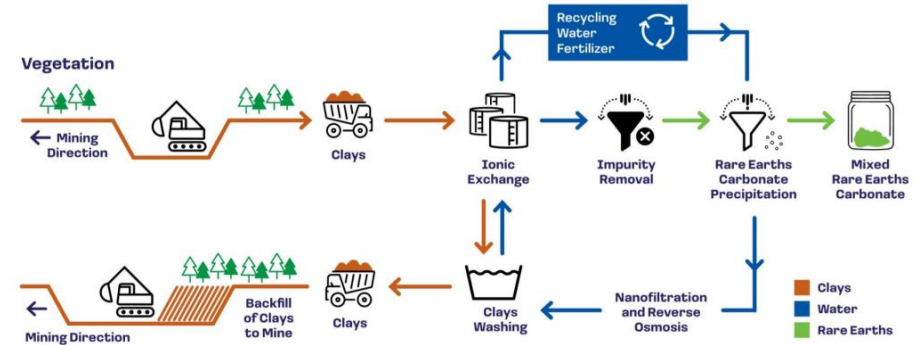 Recycling
Water
Fertilizer
Vegetation
Mining
Direction
Clays
Ionic
Exchange
Impurity
Removal
Rare Earths
Carbonate
Precipitation
Mixed
Rare Earths
Carbonate
Mining Direction
Backfill
of Clays
to Mine
Clays
Clays
Washing
Nanofiltration
and Reverse
Osmosis
Clays
Water
Rare Earths